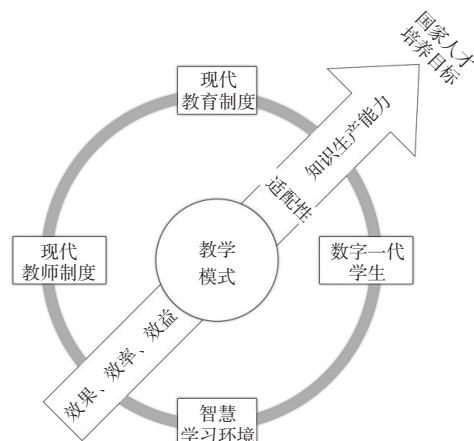 国家人才
培养目标
现代
教育制度
知识生产能力
适配性
教学
模式
现代
教师制度
数字一代
学生
效果、效率、效益
智慧
学习环境